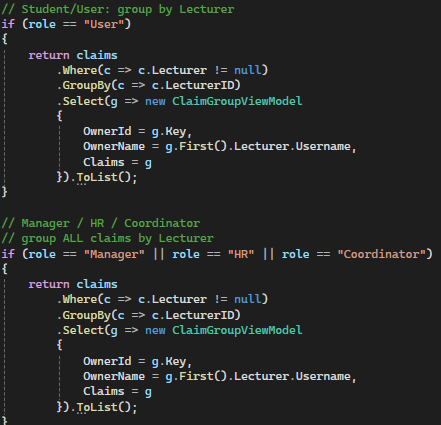 // Student/User: group by Lecturer
if (role == "User")
{
    return claims
        .Where(c => c.Lecturer != null)
        .GroupBy(c => c.LecturerID)
        .Select(g => new ClaimGroupViewModel
        {
            OwnerId = g.Key,
            OwnerName = g.First().Lecturer.Username,
            Claims = g
        }).ToList();
}

// Manager / HR / Coordinator
// group ALL claims by Lecturer
if (role == "Manager" || role == "HR" || role == "Coordinator")
{
    return claims
        .Where(c => c.Lecturer != null)
        .GroupBy(c => c.LecturerID)
        .Select(g => new ClaimGroupViewModel
        {
            OwnerId = g.Key,
            OwnerName = g.First().Lecturer.Username,
            Claims = g
        }).ToList();
}